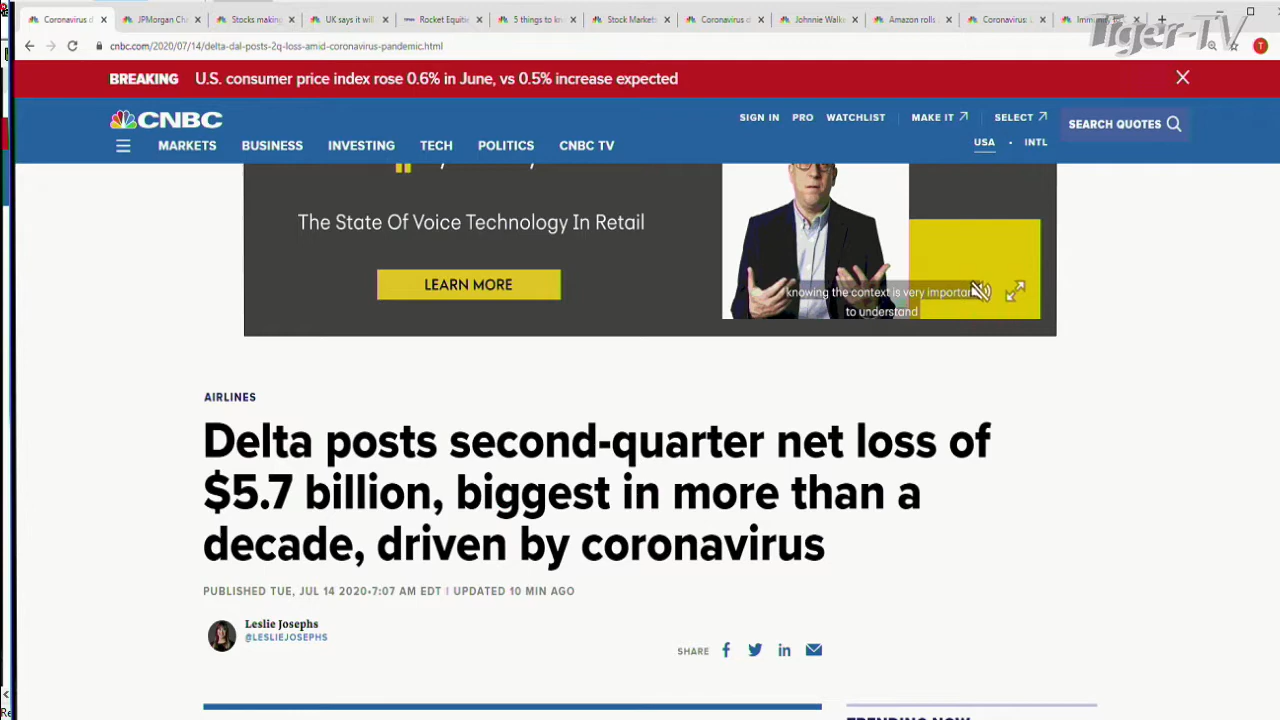 Coronavirus d
JPMorgan Ch
Stocks makin
UK says it wil
Rocket Equiti
5 things to kn
Stock Market
Coronavirus d
Johnnie Walk
Amazon rolls
Coronavirus: L
Tiger-TV
cnbc.com/2020/07/14/delta-dal-posts-2q-loss-amid-coronavirus-pandemic.html
T
BREAKING U.S. consumer price index rose 0.6% in June, vs 0.5% increase expected
CNBC
SIGN IN PRO WATCHLIST MAKE IT SELECT
USA · INTL
SEARCH QUOTES
MARKETS BUSINESS INVESTING TECH POLITICS CNBC TV
The State Of Voice Technology In Retail
LEARN MORE
knowing the context is very importan
to understand
AIRLINES
Delta posts second-quarter net loss of
$5.7 billion, biggest in more than a
decade, driven by coronavirus
PUBLISHED TUE, JUL 14 2020•7:07 AM EDT | UPDATED 10 MIN AGO
Leslie Josephs
@LESLIEJOSEPHS
SHARE
TRENDING NOW
Re